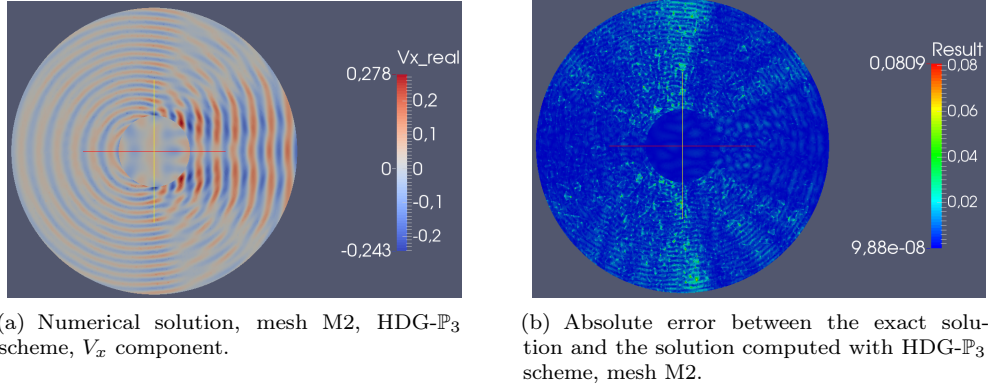 Vx_real
0,278
0,2
0,1
0
0
-0,1
-0,2
-0,243
Result
0,0809
0,08
0,06
0,04
0,02
9,88e-08
(a) Numerical solution, mesh M2, HDG-ℙ₃
scheme, Vₓ component.
(b) Absolute error between the exact solu-
tion and the solution computed with HDG-ℙ₃
scheme, mesh M2.